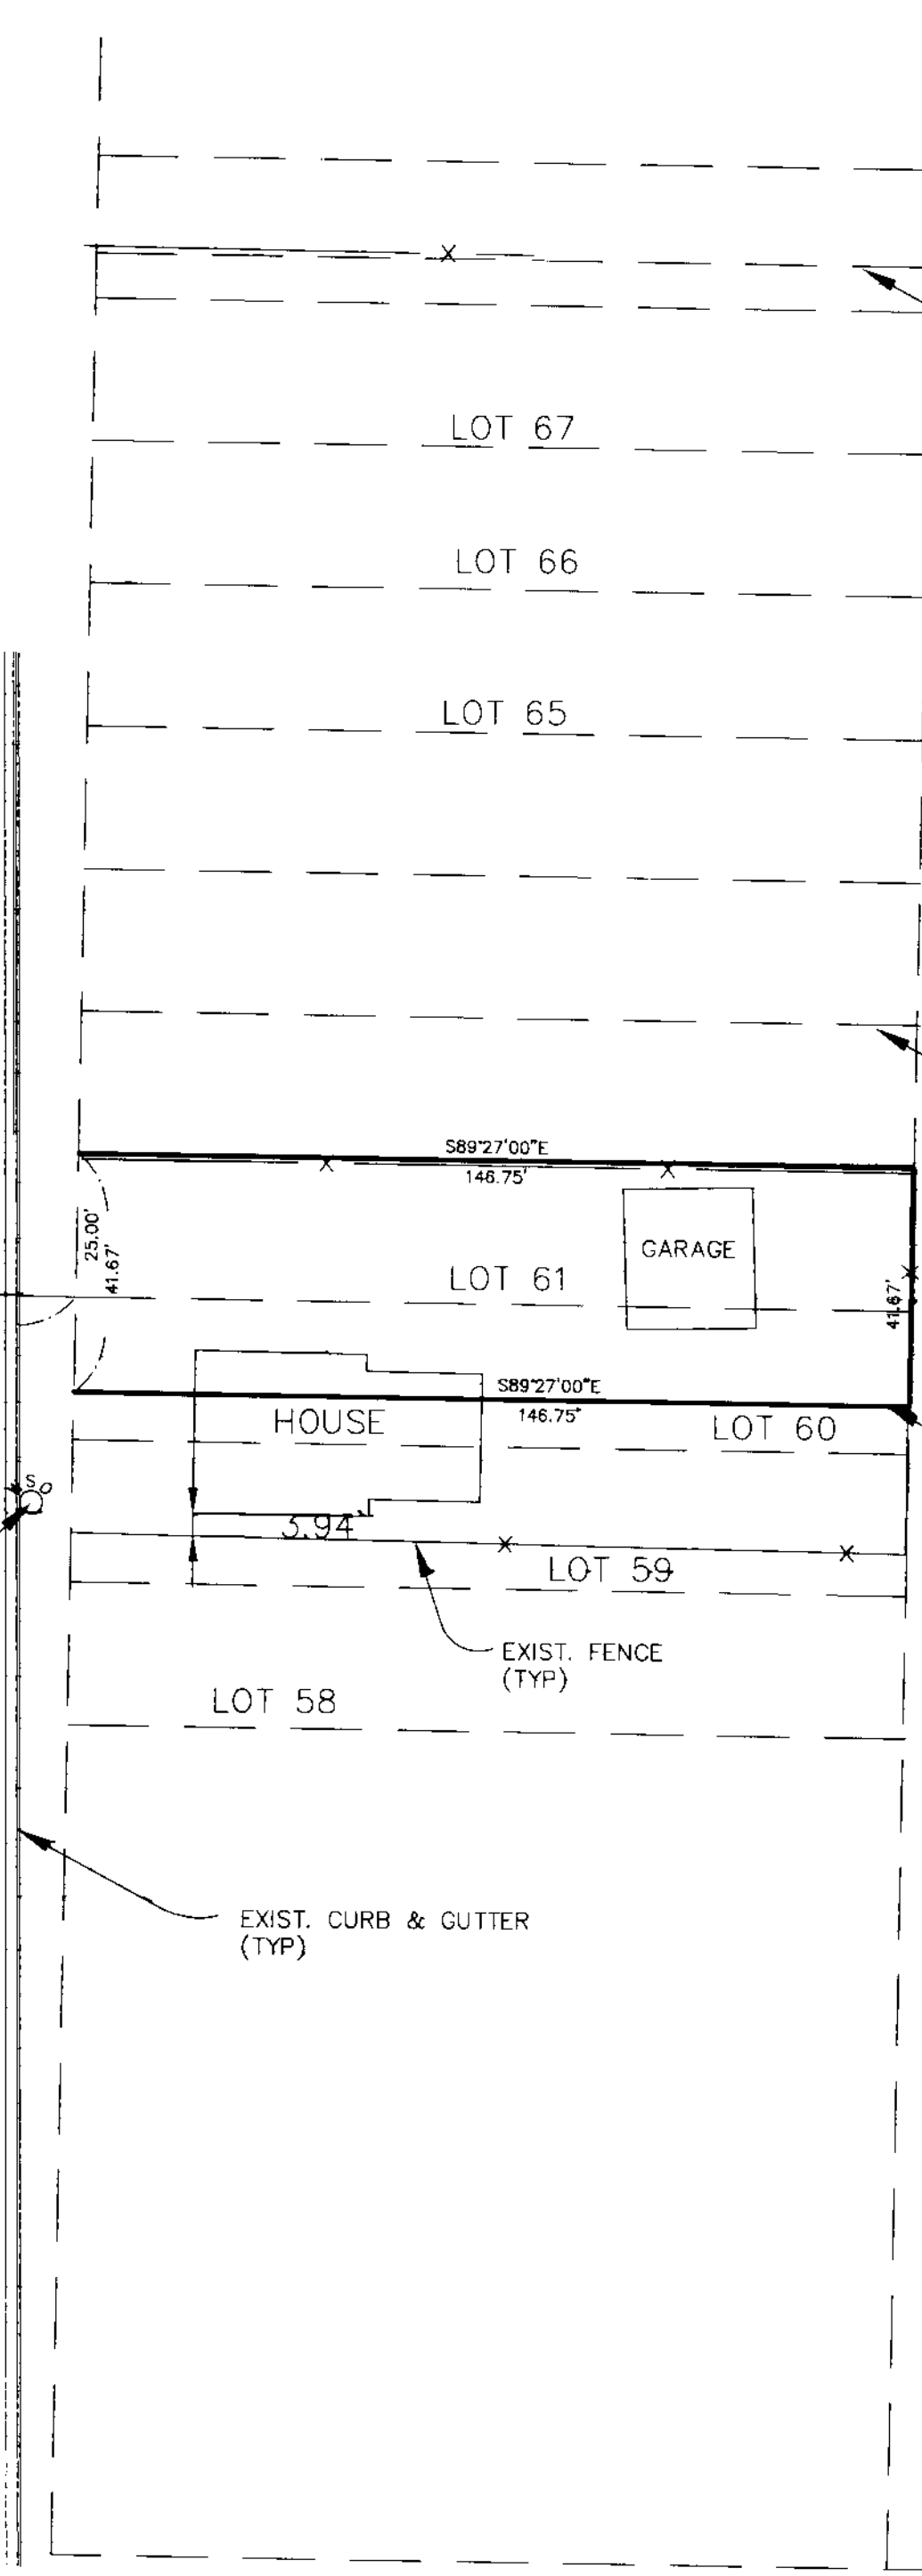 LOT 67
LOT 66
LOT 65
S89°27'00"E
146.75'
25.00'
41.67'
GARAGE
LOT 61
41.67'
S89°27'00"E
146.75'
HOUSE
LOT 60
S
3.94
LOT 59
EXIST. FENCE
(TYP)
LOT 58
EXIST. CURB & GUTTER
(TYP)